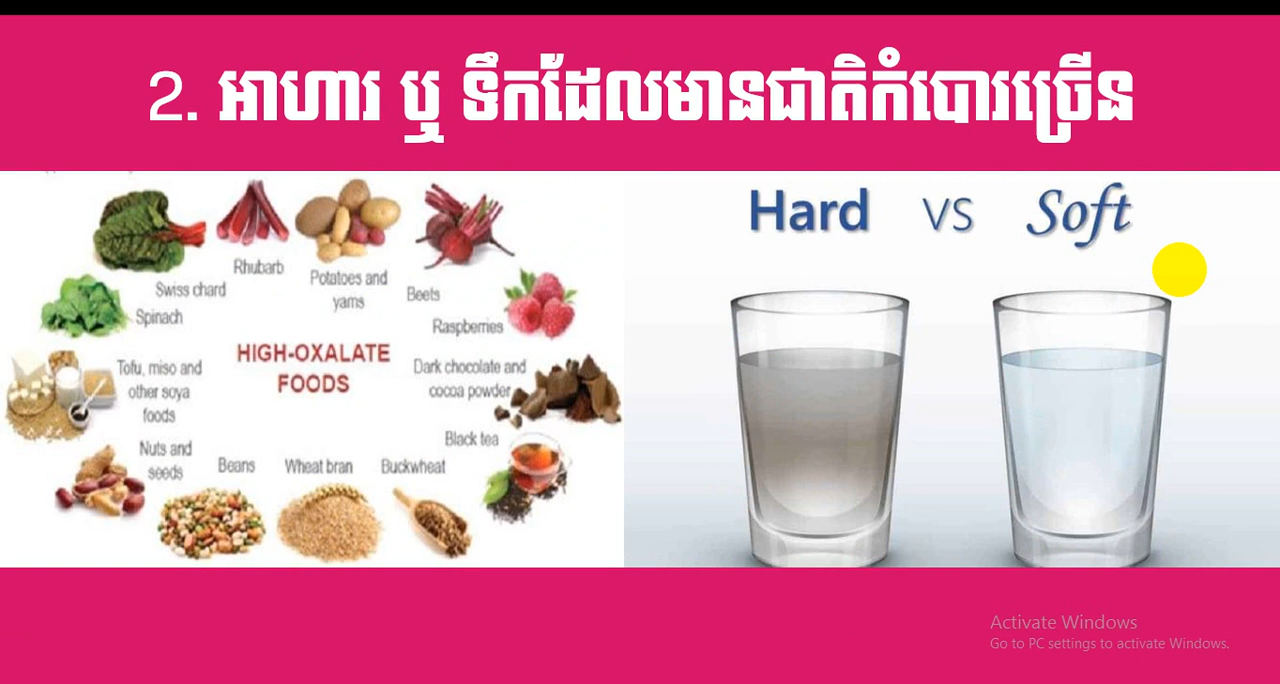 2. អាហារ ឬ ទឹកដែលមានជាតិកំបោរច្រើន
Swiss chard
Rhubarb
Potatoes and
yams
Beets
Spinach
Raspberries
HIGH-OXALATE
FOODS
Tofu, miso and
other soya
foods
Dark chocolate and
cocoa powder
Nuts and
seeds
Beans
Wheat bran
Buckwheat
Black tea
Hard VS Soft
Activate Windows
Go to PC settings to activate Windows.